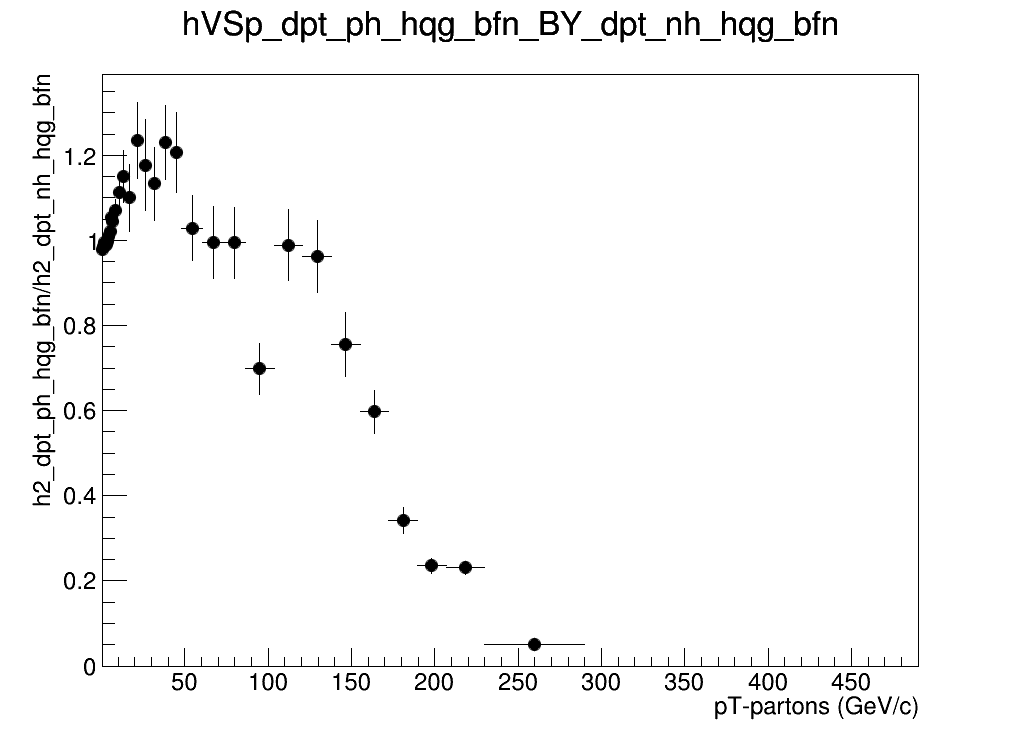 hVSp_dpt_ph_hqg_bfn_BY_dpt_nh_hqg_bfn
h2_dpt_ph_hqg_bfn/h2_dpt_nh_hqg_bfn
1.2
1
0.8
0.6
0.4
0.2
0
50 100 150 200 250 300 350 400 450
pT-partons (GeV/c)